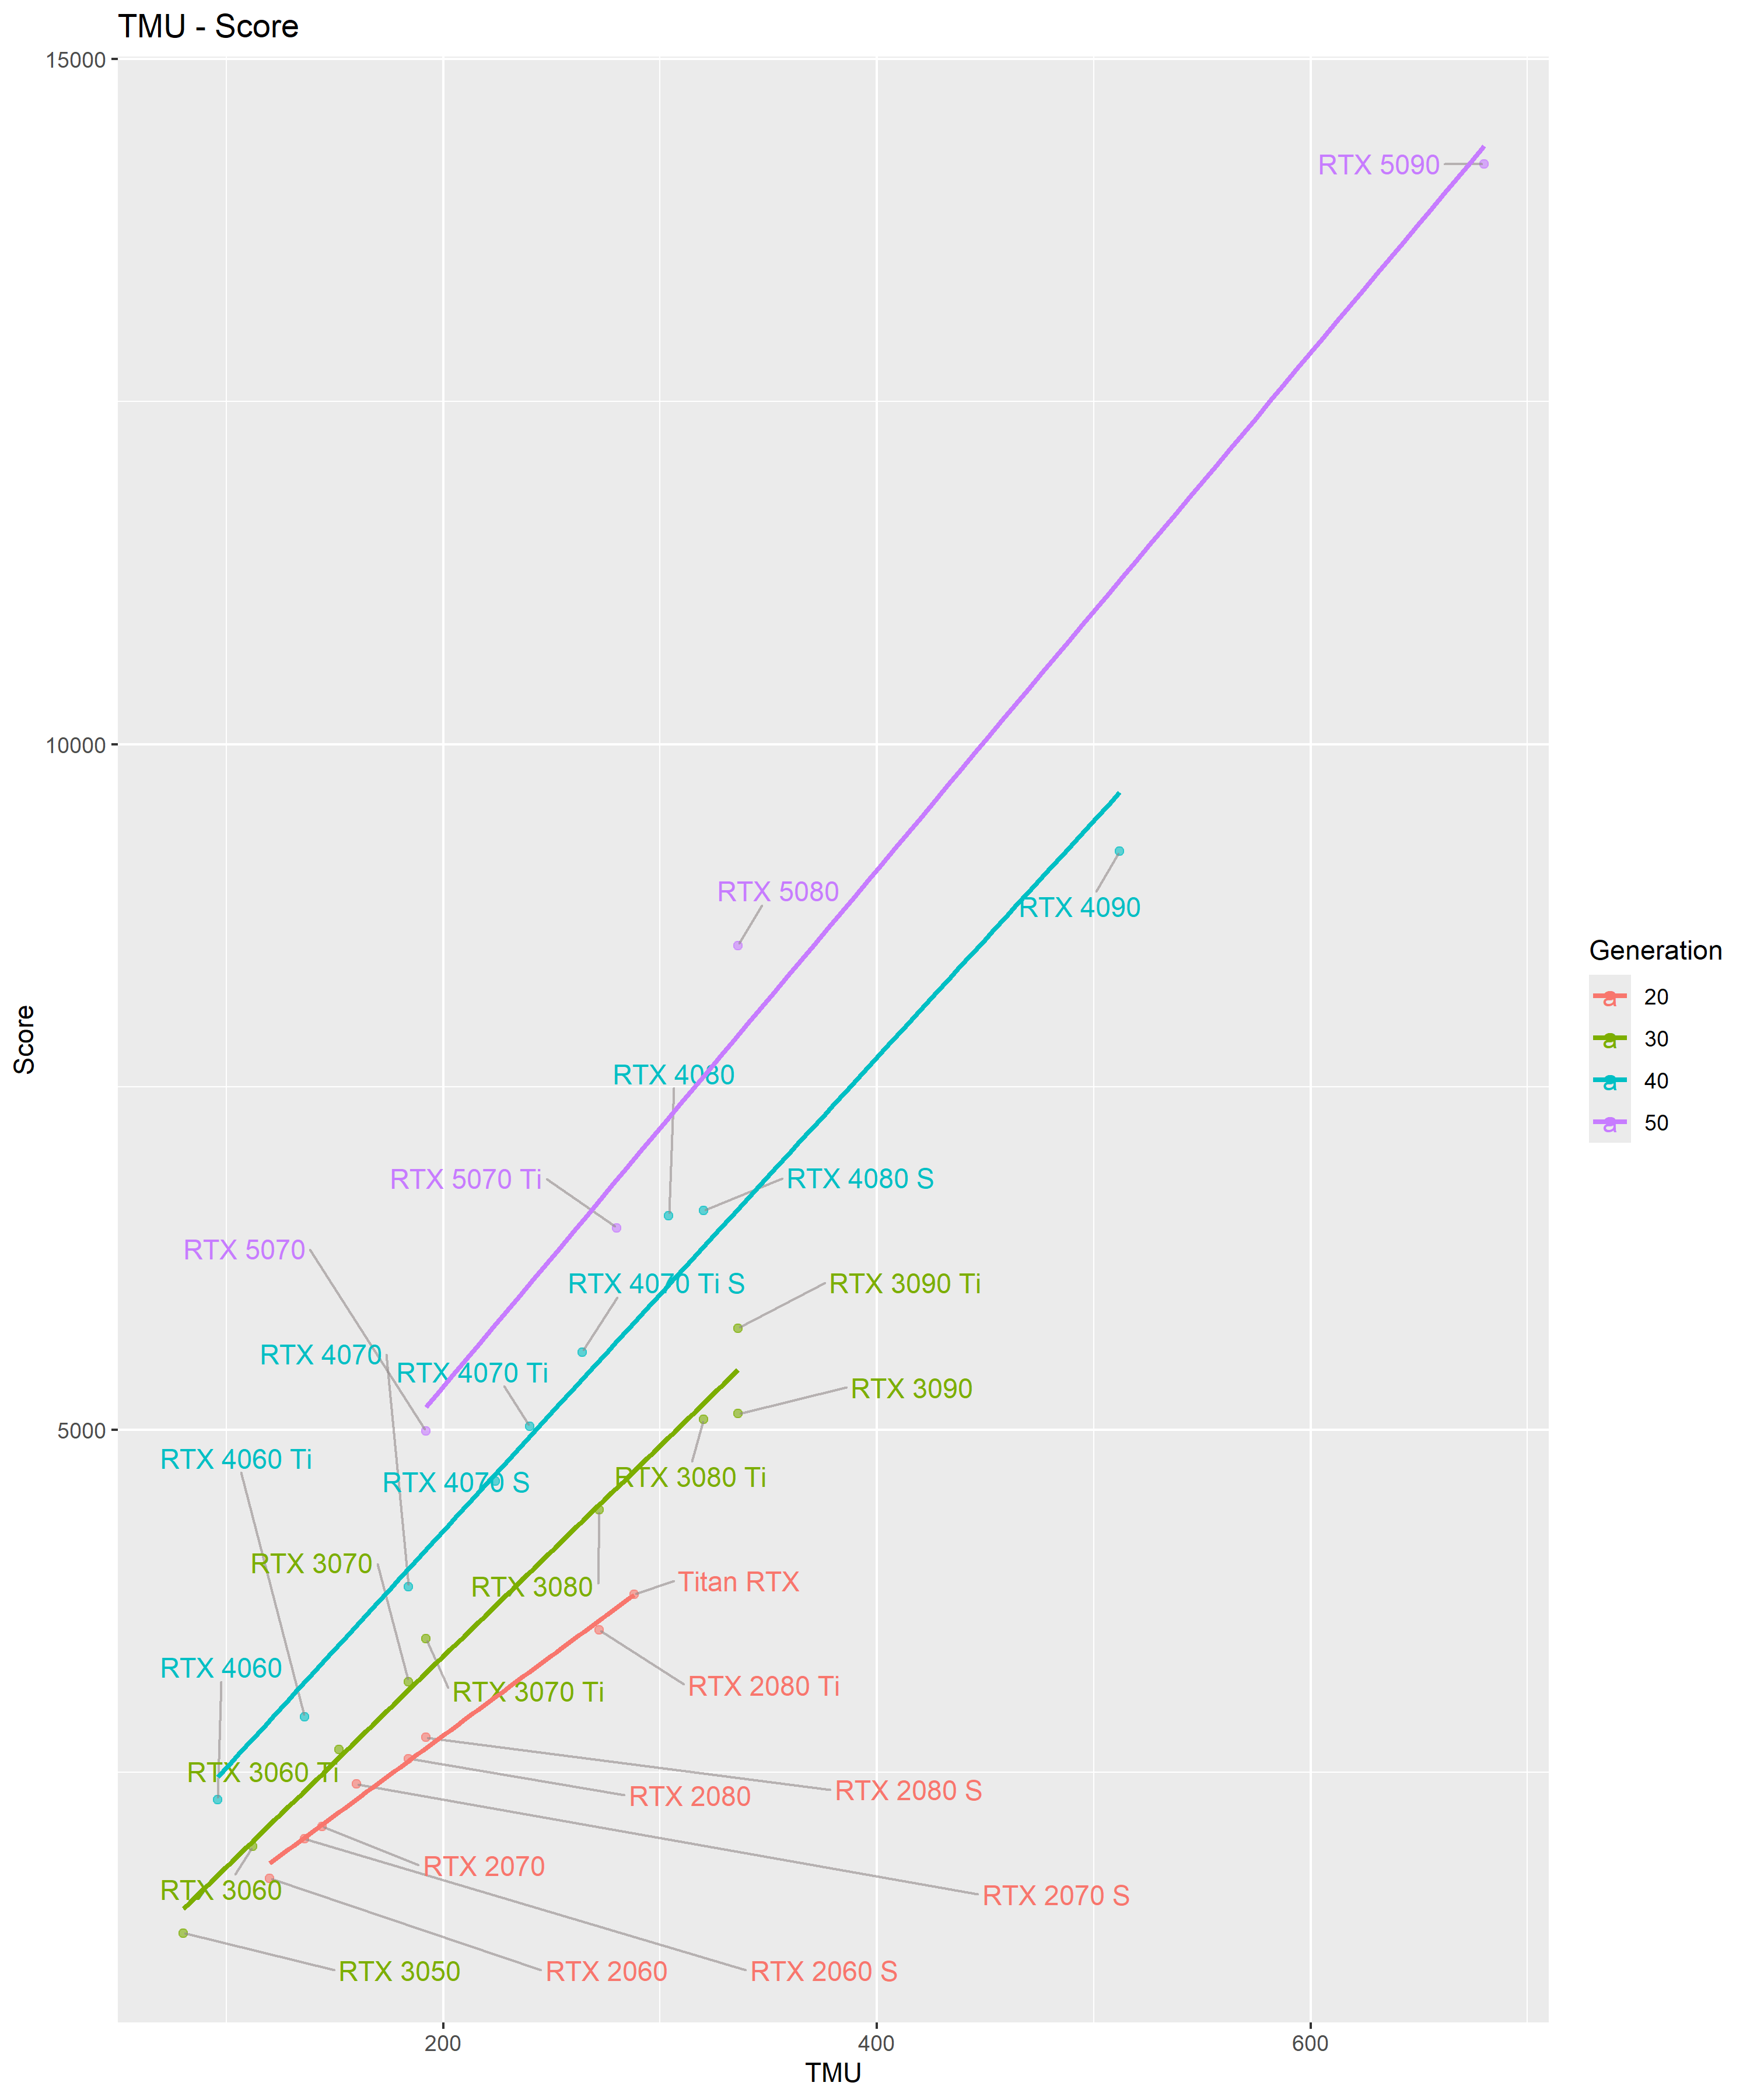 TMU - Score
15000
10000
5000
Score
200
400
600
TMU
RTX 5090
RTX 5080
RTX 4090
RTX 4080
RTX 5070 Ti
RTX 4080 S
RTX 5070
RTX 4070 Ti S
RTX 3090 Ti
RTX 4070
RTX 4070 Ti
RTX 3090
RTX 4060 Ti
RTX 4070 S
RTX 3080 Ti
RTX 3070
RTX 3080
Titan RTX
RTX 4060
RTX 3070 Ti
RTX 2080 Ti
RTX 3060 Ti
RTX 2080
RTX 2080 S
RTX 2070
RTX 3060
RTX 2070 S
RTX 3050
RTX 2060
RTX 2060 S
Generation
a 20
a 30
a 40
a 50